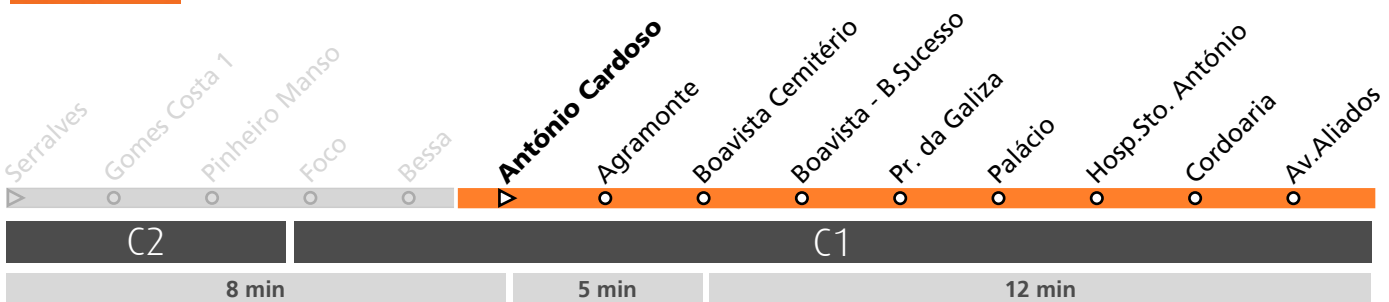 Serralves
Gomes Costa 1
Pinheiro Manso
Foco
Bessa
António Cardoso
Agramonte
Boavista Cemitério
Boavista - B.Sucesso
Pr. da Galiza
Palácio
Hosp.Sto. António
Cordoaria
Av.Aliados
C2
C1
8 min
5 min
12 min